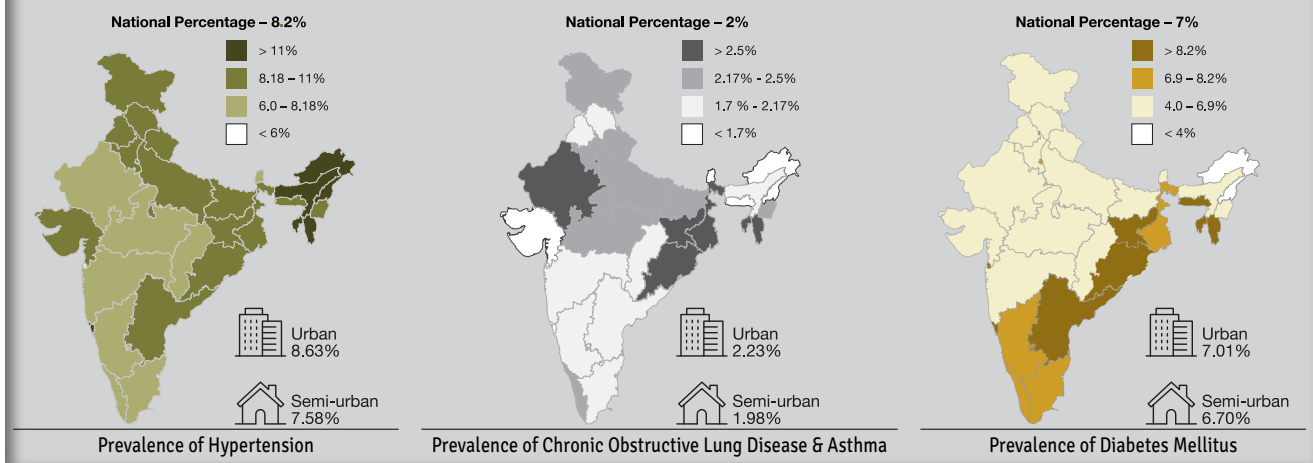 National Percentage – 8.2%
> 11%
8.18 – 11%
6.0 – 8.18%
< 6%
Urban
8.63%
Semi-urban
7.58%
Prevalence of Hypertension
National Percentage – 2%
> 2.5%
2.17% - 2.5%
1.7 % - 2.17%
< 1.7%
Urban
2.23%
Semi-urban
1.98%
Prevalence of Chronic Obstructive Lung Disease & Asthma
National Percentage – 7%
> 8.2%
6.9 – 8.2%
4.0 – 6.9%
< 4%
Urban
7.01%
Semi-urban
6.70%
Prevalence of Diabetes Mellitus